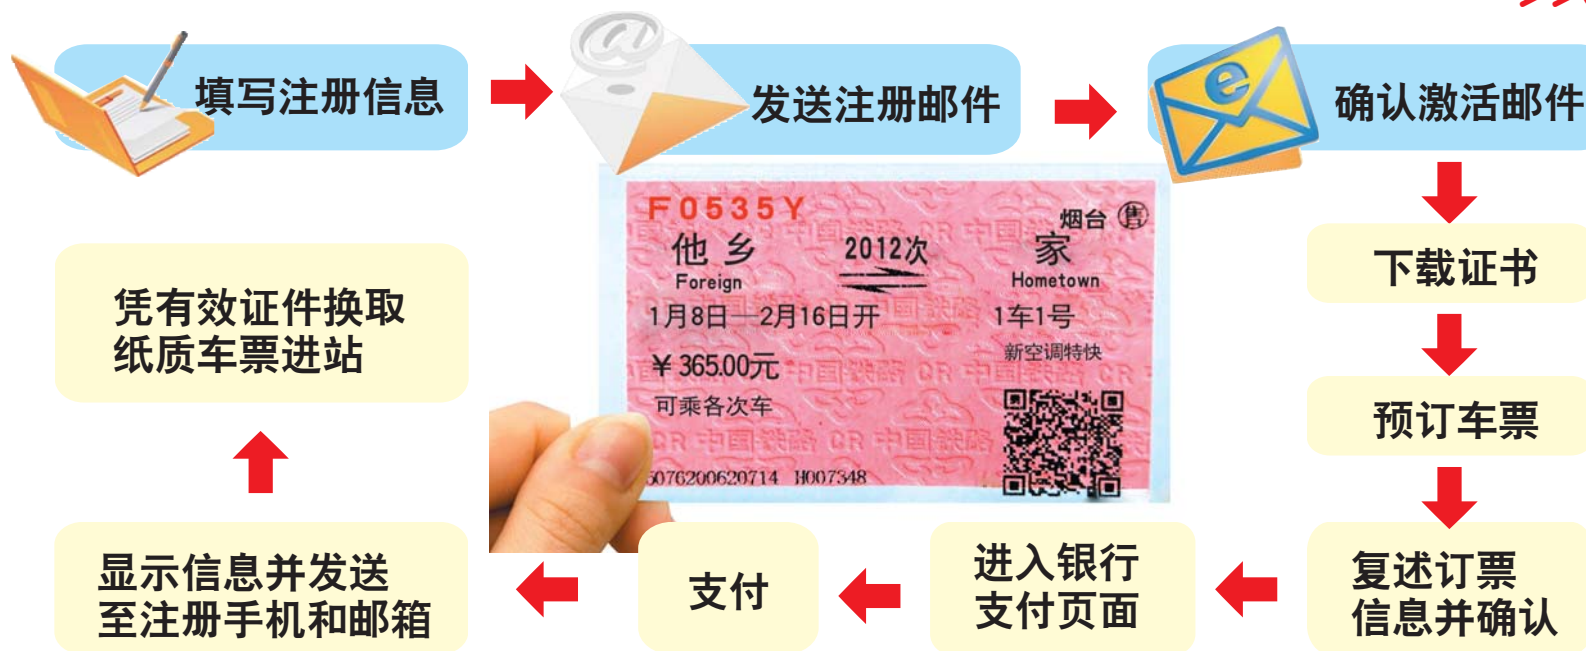 填写注册信息
发送注册邮件
确认激活邮件
下载证书
预订车票
复述订票
信息并确认
进入银行
支付页面
支付
显示信息并发送
至注册手机和邮箱
凭有效证件换取
纸质车票进站
F0535Y
烟台 售
他乡 2012次 家
Foreign Hometown
1月8日—2月16日开 1车1号
¥365.00元 新空调特快
可乘各次车
6076200620714 H007348